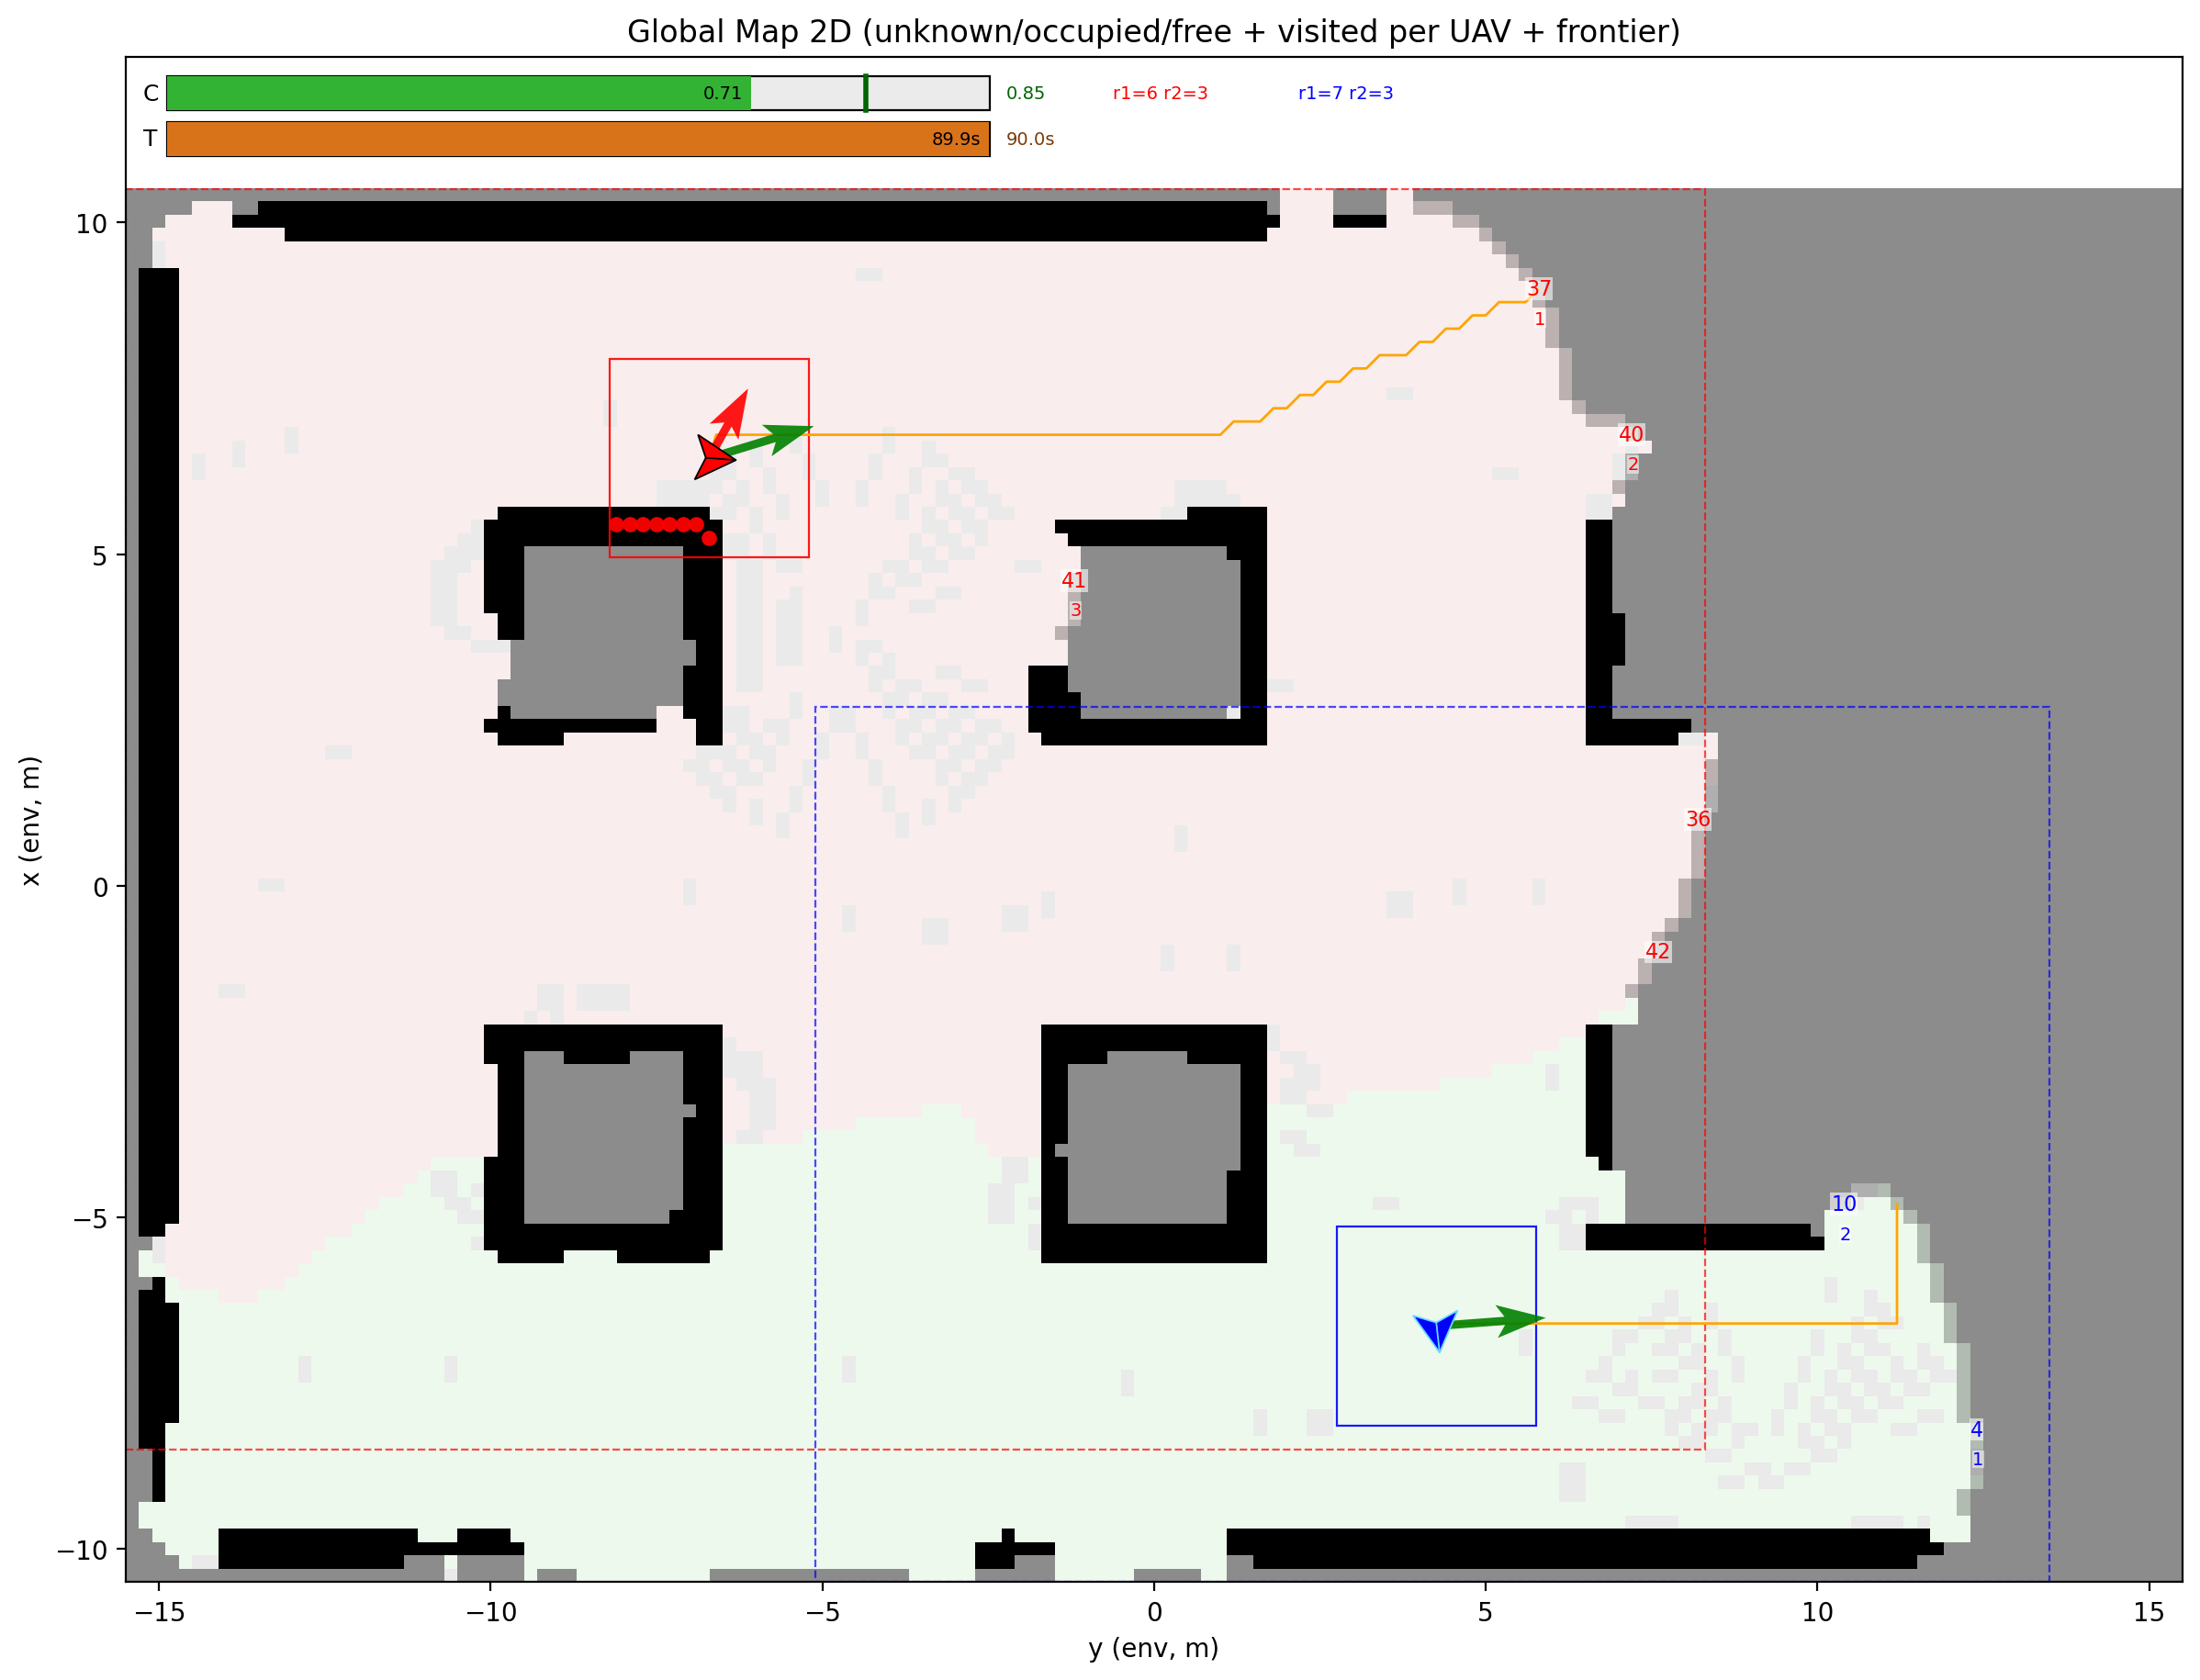 Global Map 2D (unknown/occupied/free + visited per UAV + frontier)
C 0.71 0.85 r1=6 r2=3 r1=7 r2=3
T 89.9s 90.0s
10
37
1
40
2
5
41
3
x (env, m)
36
0
42
−5
10
2
4
1
−10
−15 −10 −5 0 5 10 15
y (env, m)